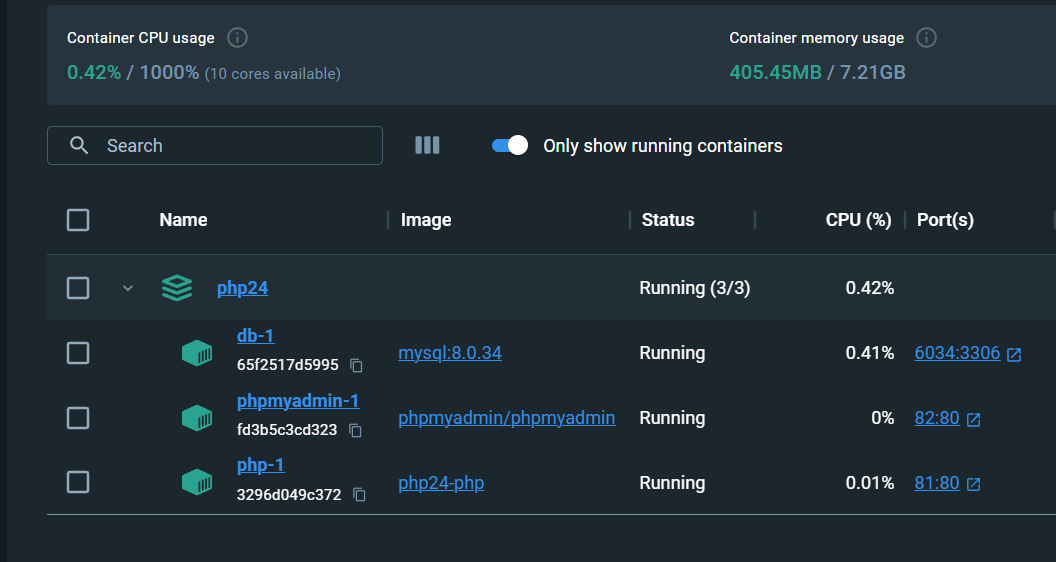 Container CPU usage
Container memory usage
0.42% / 1000% (10 cores available)
405.45MB / 7.21GB
Search
Only show running containers
Name Image Status CPU (%) Port(s)
php24 Running (3/3) 0.42%
db-1
65f2517d5995 mysql:8.0.34 Running 0.41% 6034:3306
phpmyadmin-1
fd3b5c3cd323 phpmyadmin/phpmyadmin Running 0% 82:80
php-1
3296d049c372 php24-php Running 0.01% 81:80